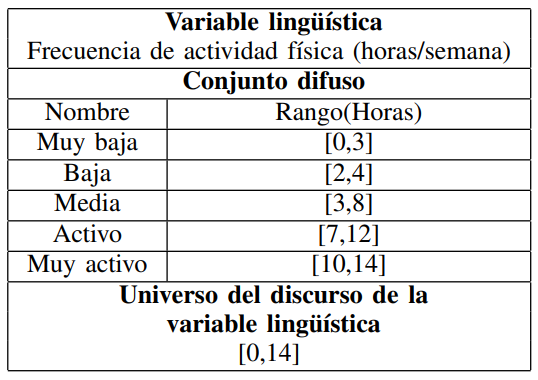 Variable lingüística
Frecuencia de actividad física (horas/semana)
Conjunto difuso
Nombre Rango(Horas)
Muy baja [0,3]
Baja [2,4]
Media [3,8]
Activo [7,12]
Muy activo [10,14]
Universo del discurso de la
variable lingüística
[0,14]